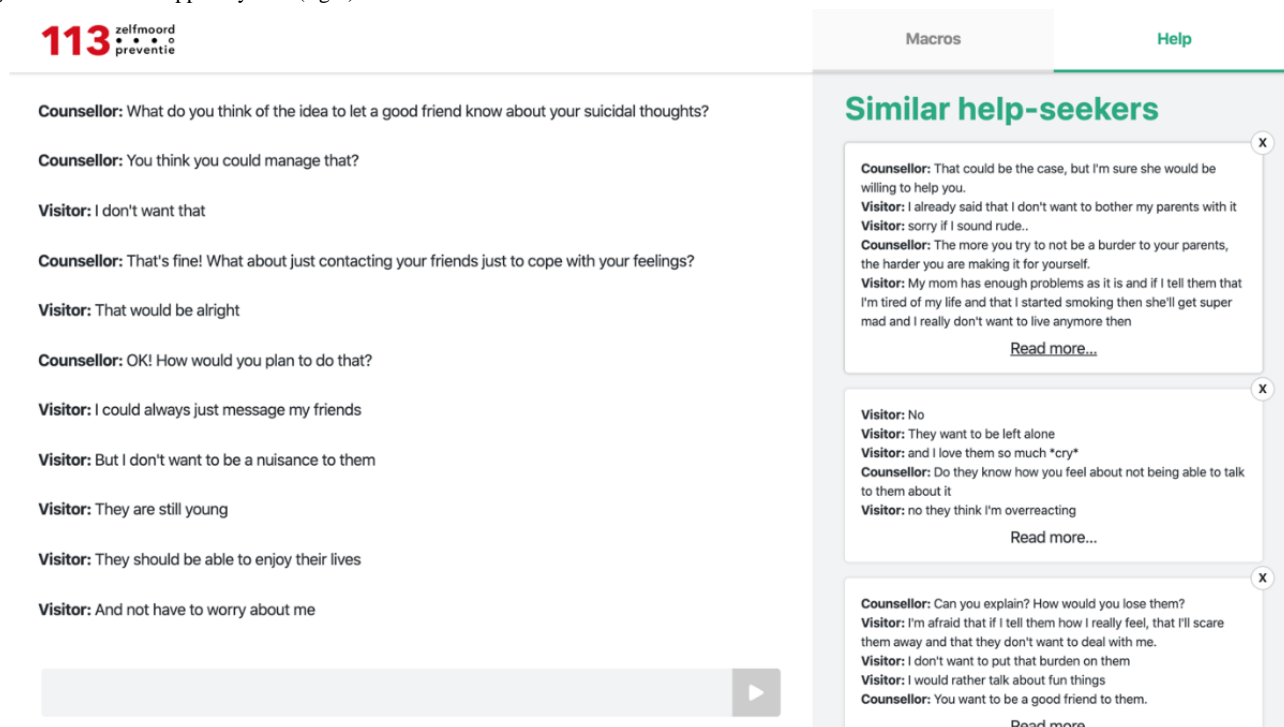 113 zelfmoord
preventie
Macros
Help
Counsellor: What do you think of the idea to let a good friend know about your suicidal thoughts?
Counsellor: You think you could manage that?
Visitor: I don't want that
Counsellor: That's fine! What about just contacting your friends just to cope with your feelings?
Visitor: That would be alright
Counsellor: OK! How would you plan to do that?
Visitor: I could always just message my friends
Visitor: But I don't want to be a nuisance to them
Visitor: They are still young
Visitor: They should be able to enjoy their lives
Visitor: And not have to worry about me
Similar help-seekers
X
Counsellor: That could be the case, but I'm sure she would be
willing to help you.
Visitor: I already said that I don't want to bother my parents with it
Visitor: sorry if I sound rude..
Counsellor: The more you try to not be a burder to your parents,
the harder you are making it for yourself.
Visitor: My mom has enough problems as it is and if I tell them that
I'm tired of my life and that I started smoking then she'll get super
mad and I really don't want to live anymore then
Read more...
X
Visitor: No
Visitor: They want to be left alone
Visitor: and I love them so much *cry*
Counsellor: Do they know how you feel about not being able to talk
to them about it
Visitor: no they think I'm overreacting
Read more...
X
Counsellor: Can you explain? How would you lose them?
Visitor: I'm afraid that if I tell them how I really feel, that I'll scare
them away and that they don't want to deal with me.
Visitor: I don't want to put that burden on them
Visitor: I would rather talk about fun things
Counsellor: You want to be a good friend to them.
Read more